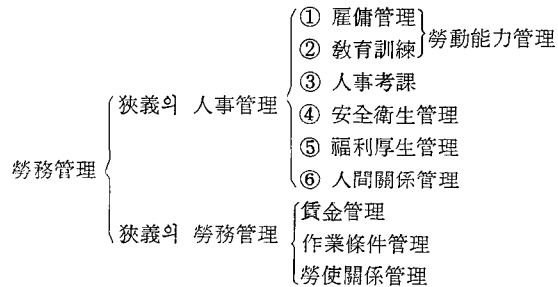 ① 雇傭管理
② 敎育訓練
勞動能力管理
狹義의 人事管理
③ 人事考課
④ 安全衛生管理
⑤ 福利厚生管理
勞務管理
⑥ 人間關係管理
賃金管理
狹義의 勞務管理
作業條件管理
勞使關係管理